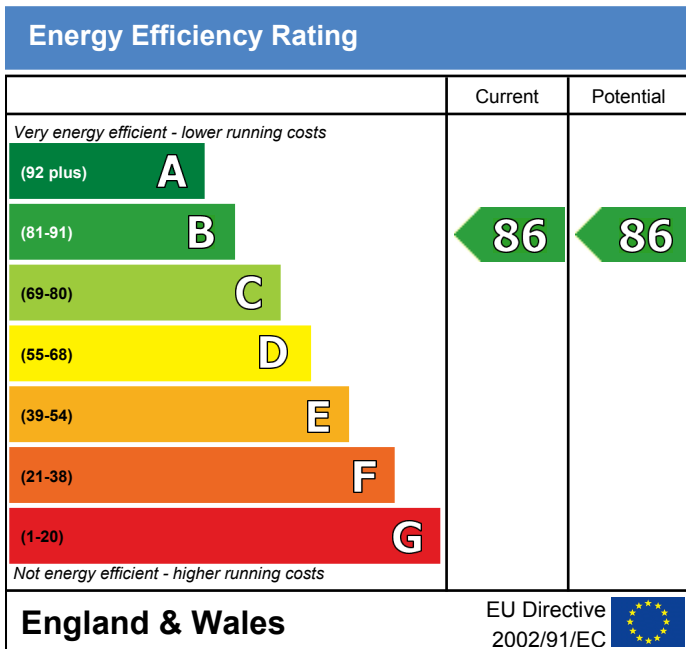 Energy Efficiency Rating
Current Potential
Very energy efficient - lower running costs
(92 plus) A
(81-91) B 86 86
(69-80) C
(55-68) D
(39-54) E
(21-38) F
(1-20) G
Not energy efficient - higher running costs
England & Wales
EU Directive
2002/91/EC